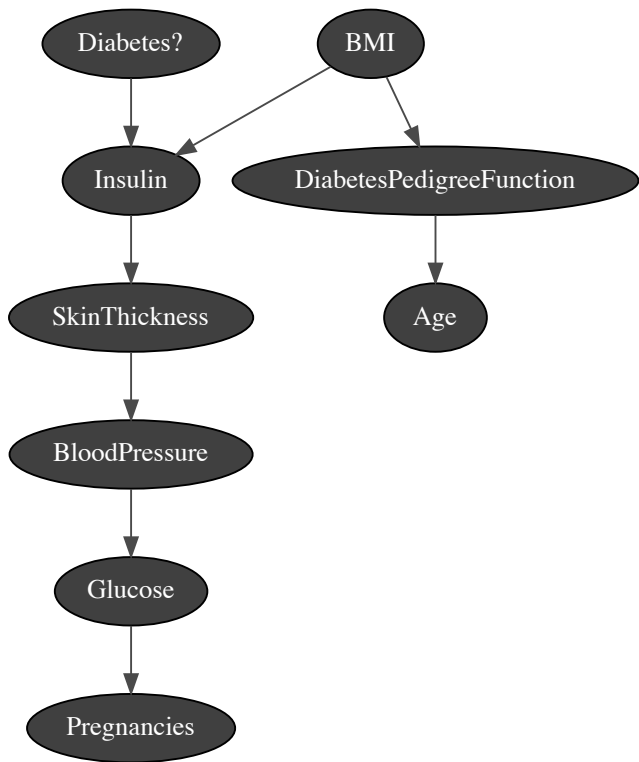 Diabetes?
BMI
Insulin
DiabetesPedigreeFunction
SkinThickness
Age
BloodPressure
Glucose
Pregnancies